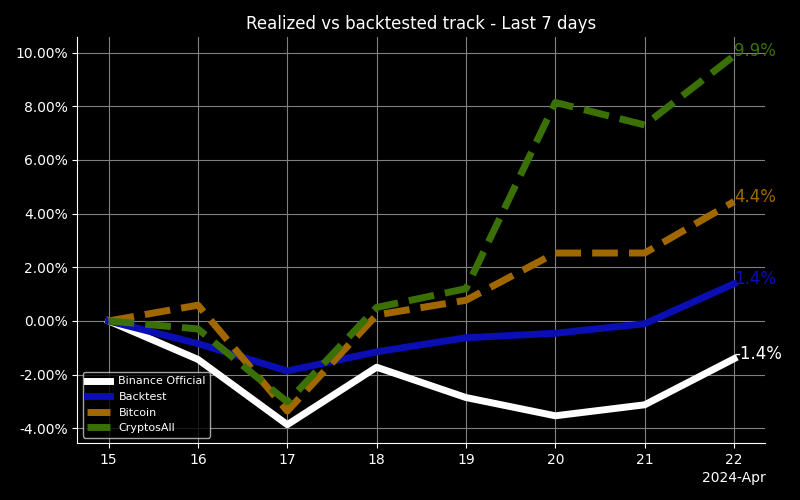 Realized vs backtested track - Last 7 days
10.00%
8.00%
6.00%
4.00%
2.00%
0.00%
-2.00%
-4.00%
9.9%
4.4%
1.4%
-1.4%
Binance Official
Backtest
Bitcoin
CryptosAll
15 16 17 18 19 20 21 22
2024-Apr